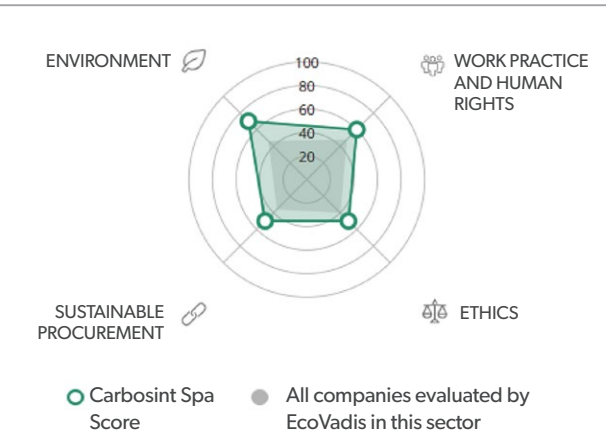 ENVIRONMENT
WORK PRACTICE
AND HUMAN
RIGHTS
100
80
60
40
20
SUSTAINABLE
PROCUREMENT
ETHICS
Carbosint Spa
Score
All companies evaluated by
EcoVadis in this sector